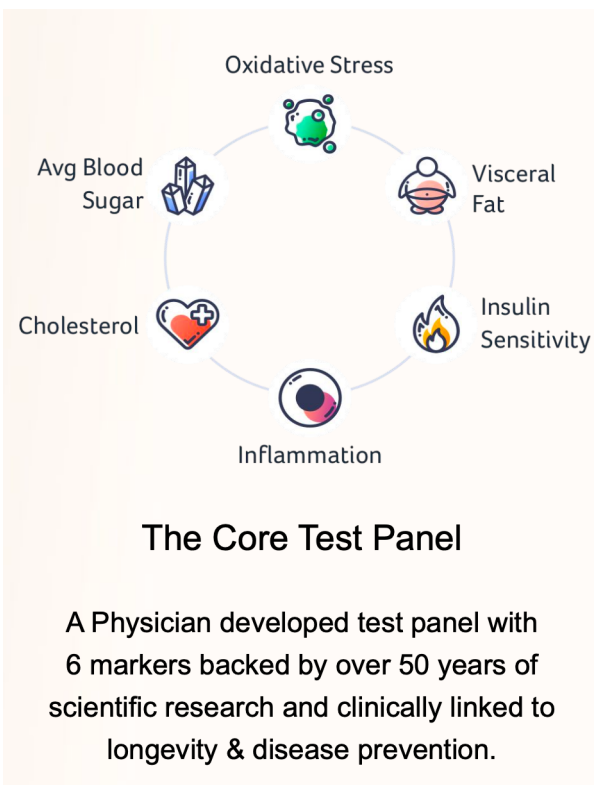 Oxidative Stress
Avg Blood
Sugar
Visceral
Fat
Cholesterol
Insulin
Sensitivity
Inflammation
The Core Test Panel
A Physician developed test panel with
6 markers backed by over 50 years of
scientific research and clinically linked to
longevity & disease prevention.